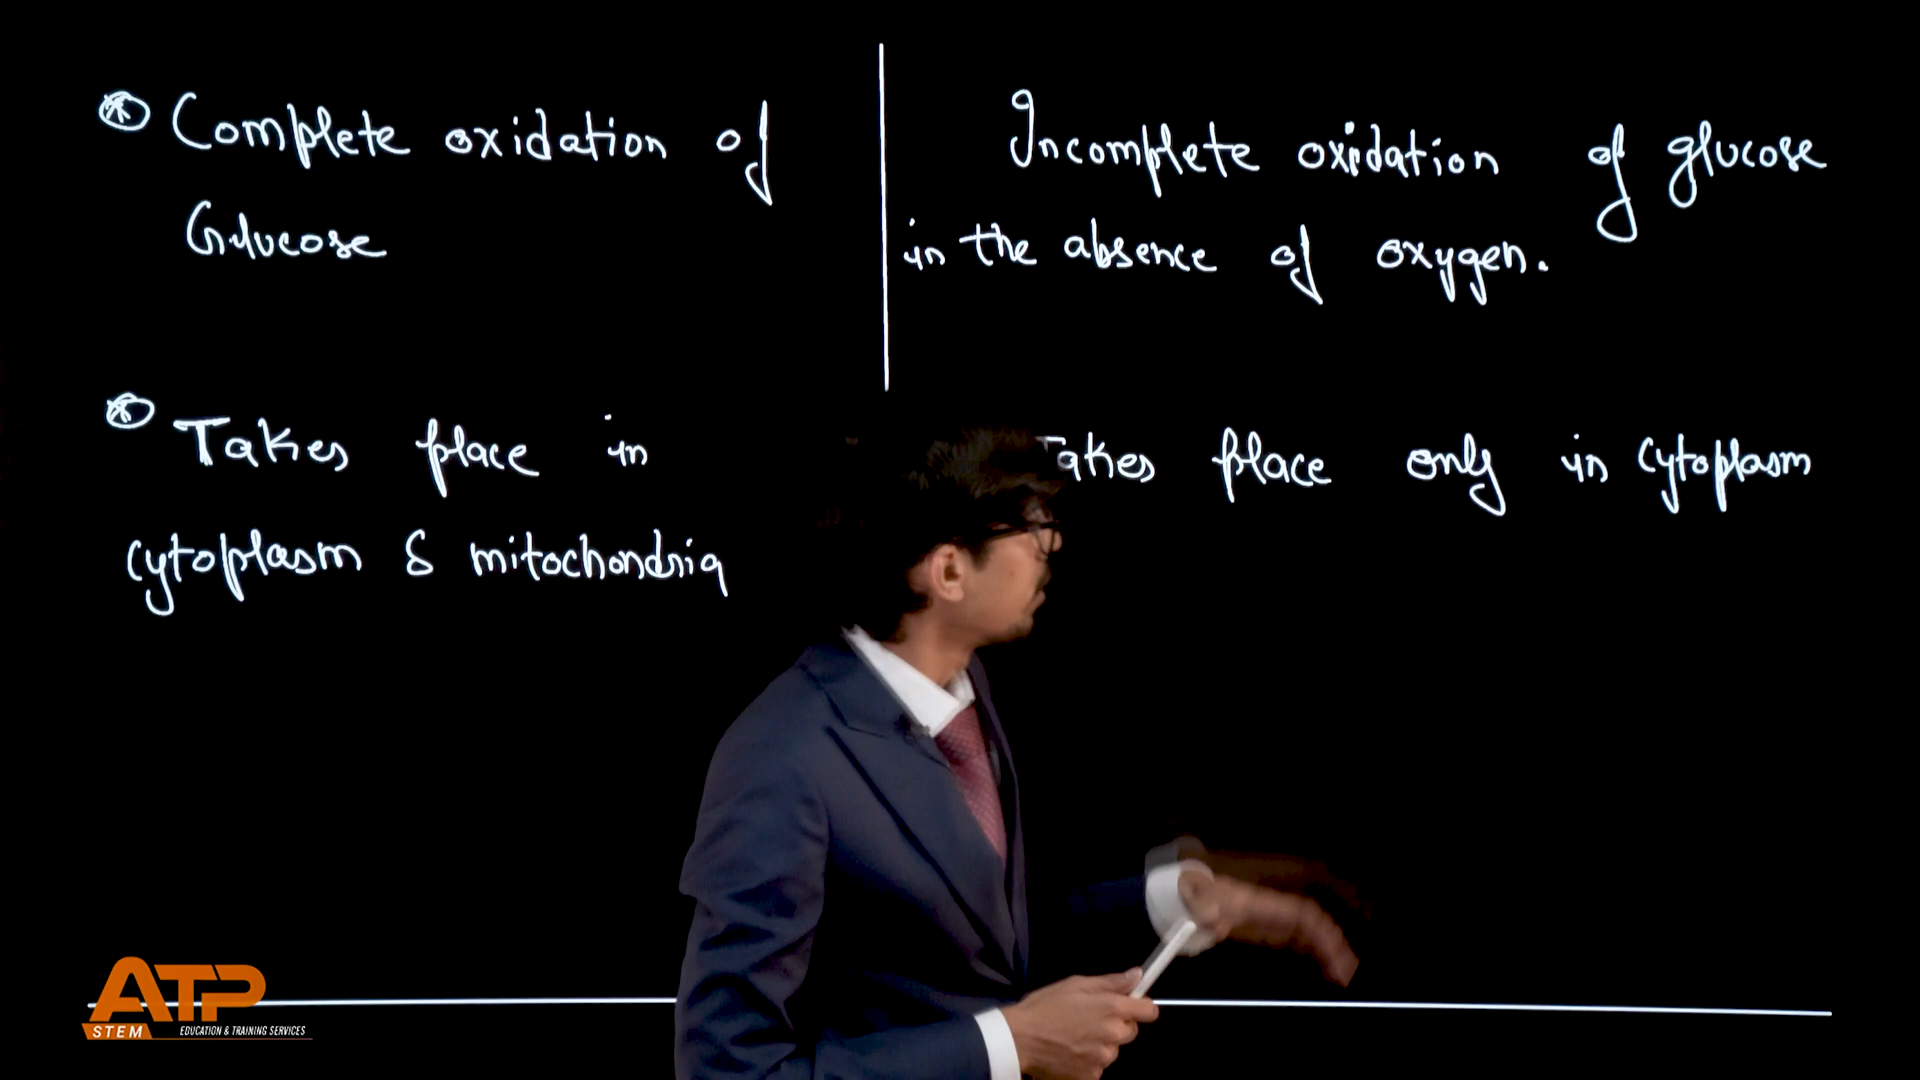 Complete oxidation of
Glucose
Incomplete oxidation of glucose
in the absence of oxygen.
Takes place in
cytoplasm & mitochondria
Takes place only in cytoplasm
ATP
STEM
EDUCATION & TRAINING SERVICES